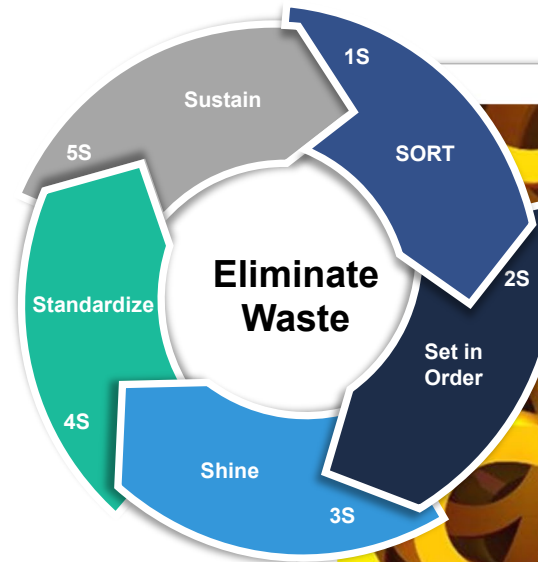 1S
SORT
2S
Set in
Order
Shine
3S
Standardize
4S
Sustain
5S
Eliminate
Waste